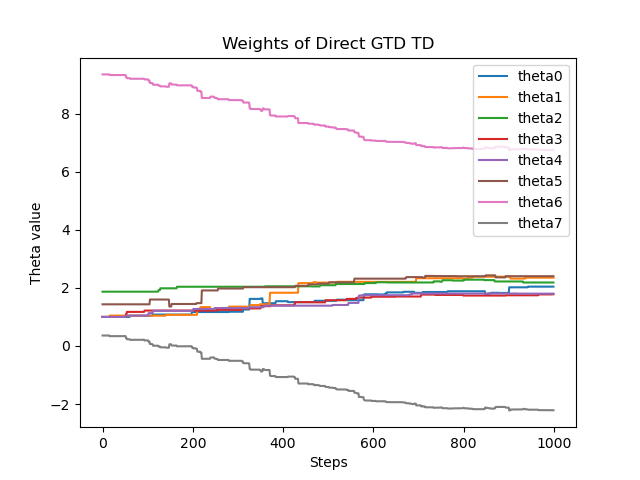 Weights of Direct GTD TD
theta0
theta1
theta2
theta3
theta4
theta5
theta6
theta7
Theta value
8
6
4
2
0
−2
0 200 400 600 800 1000
Steps